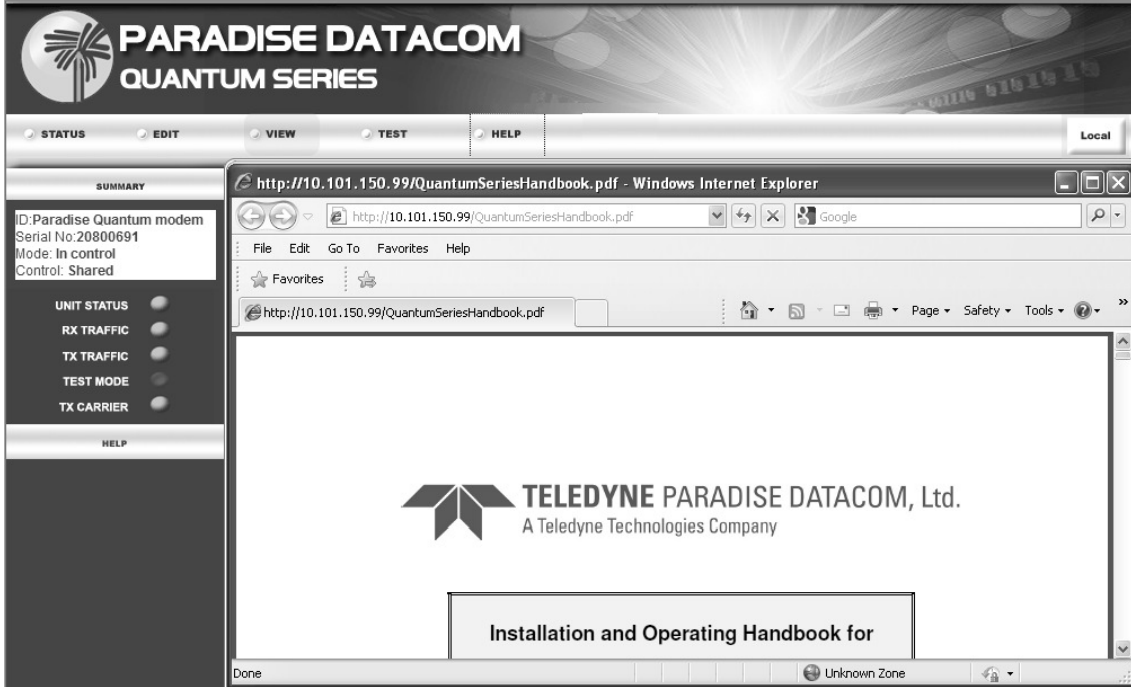 PARADISE DATACOM
QUANTUM SERIES
STATUS EDIT VIEW TEST HELP Local
SUMMARY
ID:Paradise Quantum modem
Serial No:20800691
Mode: In control
Control: Shared
UNIT STATUS
RX TRAFFIC
TX TRAFFIC
TEST MODE
TX CARRIER
HELP
http://10.101.150.99/QuantumSeriesHandbook.pdf - Windows Internet Explorer
http://10.101.150.99/QuantumSeriesHandbook.pdf Google
File Edit Go To Favorites Help
Favorites
http://10.101.150.99/QuantumSeriesHandbook.pdf Page Safety Tools »
TELEDYNE PARADISE DATACOM, Ltd.
A Teledyne Technologies Company
Installation and Operating Handbook for
Done Unknown Zone